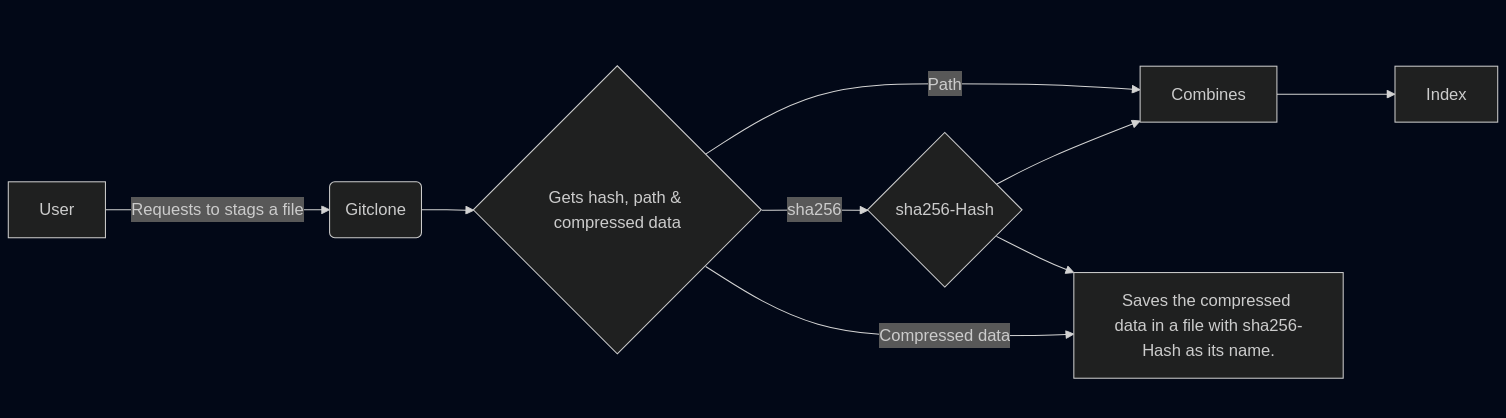 User
Requests to stags a file
Gitclone
Gets hash, path &
compressed data
Path
sha256
Compressed data
sha256-Hash
Combines
Index
Saves the compressed
data in a file with sha256-
Hash as its name.